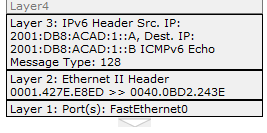 Layer4
Layer 3: IPv6 Header Src. IP:
2001:DB8:ACAD:1::A, Dest. IP:
2001:DB8:ACAD:1::B ICMPv6 Echo
Message Type: 128
Layer 2: Ethernet II Header
0001.427E.E8ED >> 0040.0BD2.243E
Layer 1: Port(s): FastEthernet0